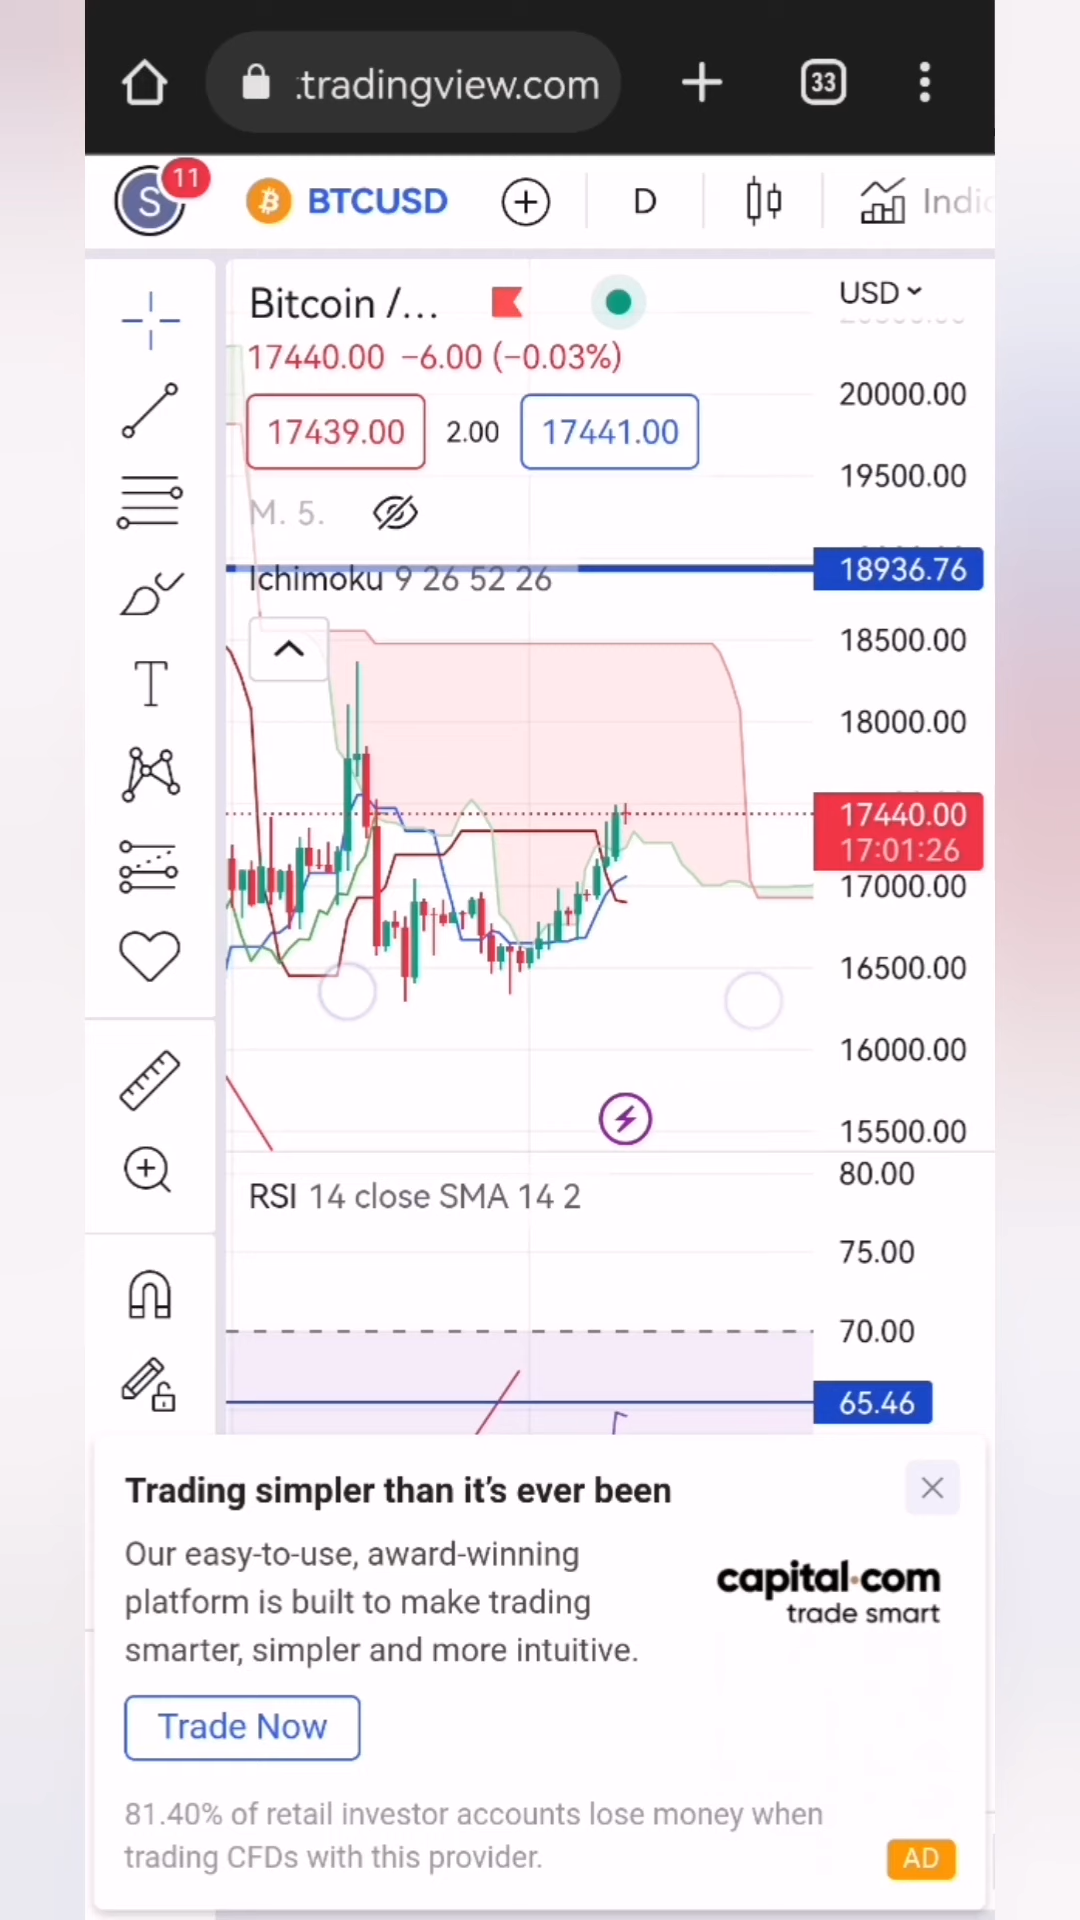 .tradingview.com
33
S
11
BTCUSD
D
Indic
Bitcoin /...
USD
17440.00 −6.00 (−0.03%)
20000.00
17439.00
2.00
17441.00
19500.00
M. 5.
18936.76
Ichimoku 9 26 52 26
18500.00
18000.00
17440.00
17:01:26
17000.00
16500.00
16000.00
15500.00
80.00
RSI 14 close SMA 14 2
75.00
70.00
65.46
Trading simpler than it's ever been
Our easy-to-use, award-winning
platform is built to make trading
smarter, simpler and more intuitive.
capital.com
trade smart
Trade Now
81.40% of retail investor accounts lose money when
trading CFDs with this provider.
AD